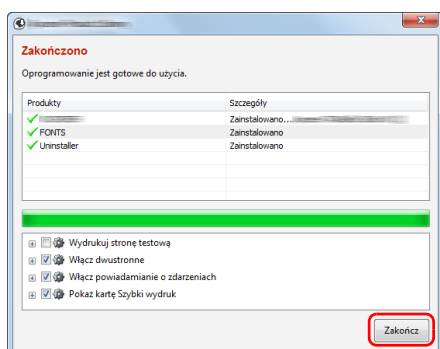 Zakończono
Oprogramowanie jest gotowe do użycia.
Produkty Szczegóły
Zainstalowano...
FONTS Zainstalowano
Uninstaller Zainstalowano
Wydrukuj stronę testową
Włącz dwustronne
Włącz powiadamianie o zdarzeniach
Pokaż kartę Szybki wydruk
Zakończ